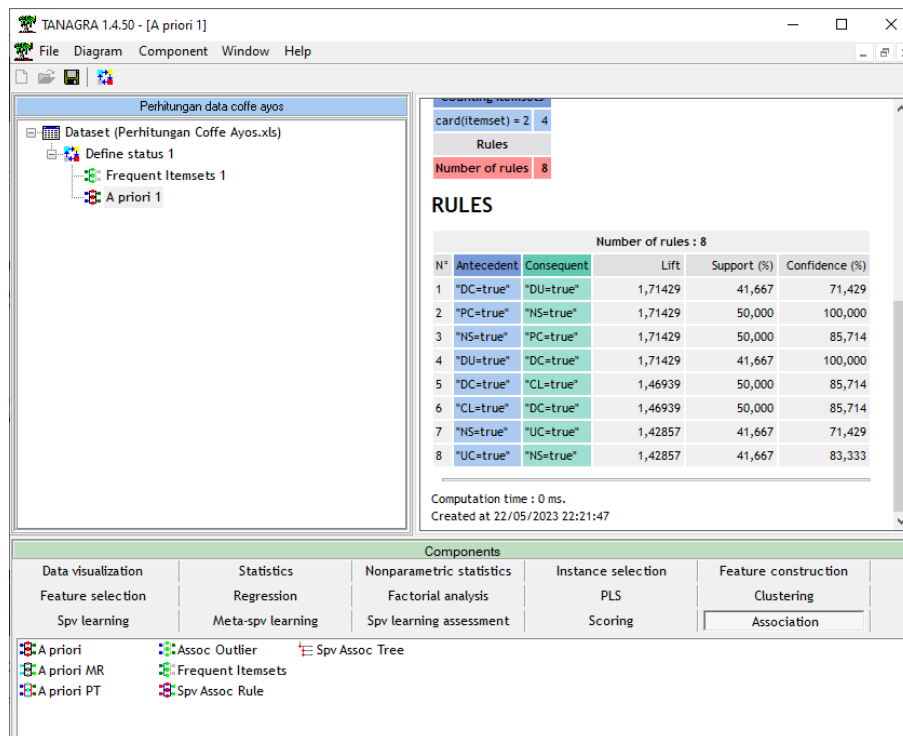 TANAGRA 1.4.50 - [A priori 1]
File Diagram Component Window Help
Perhitungan data coffe ayos
Dataset (Perhitungan Coffe Ayos.xls)
Define status 1
Frequent Itemsets 1
A priori 1
Counting itemsets
card(itemset) = 2 4
Rules
Number of rules 8
RULES
Number of rules : 8
N° Antecedent Consequent Lift Support (%) Confidence (%)
1 "DC=true" "DU=true" 1,71429 41,667 71,429
2 "PC=true" "NS=true" 1,71429 50,000 100,000
3 "NS=true" "PC=true" 1,71429 50,000 85,714
4 "DU=true" "DC=true" 1,71429 41,667 100,000
5 "DC=true" "CL=true" 1,46939 50,000 85,714
6 "CL=true" "DC=true" 1,46939 50,000 85,714
7 "NS=true" "UC=true" 1,42857 41,667 71,429
8 "UC=true" "NS=true" 1,42857 41,667 83,333
Computation time : 0 ms.
Created at 22/05/2023 22:21:47
Components
Data visualization Statistics Nonparametric statistics Instance selection Feature construction
Feature selection Regression Factorial analysis PLS Clustering
Spv learning Meta-spv learning Spv learning assessment Scoring Association
A priori Assoc Outlier Spv Assoc Tree
A priori MR Frequent Itemsets
A priori PT Spv Assoc Rule